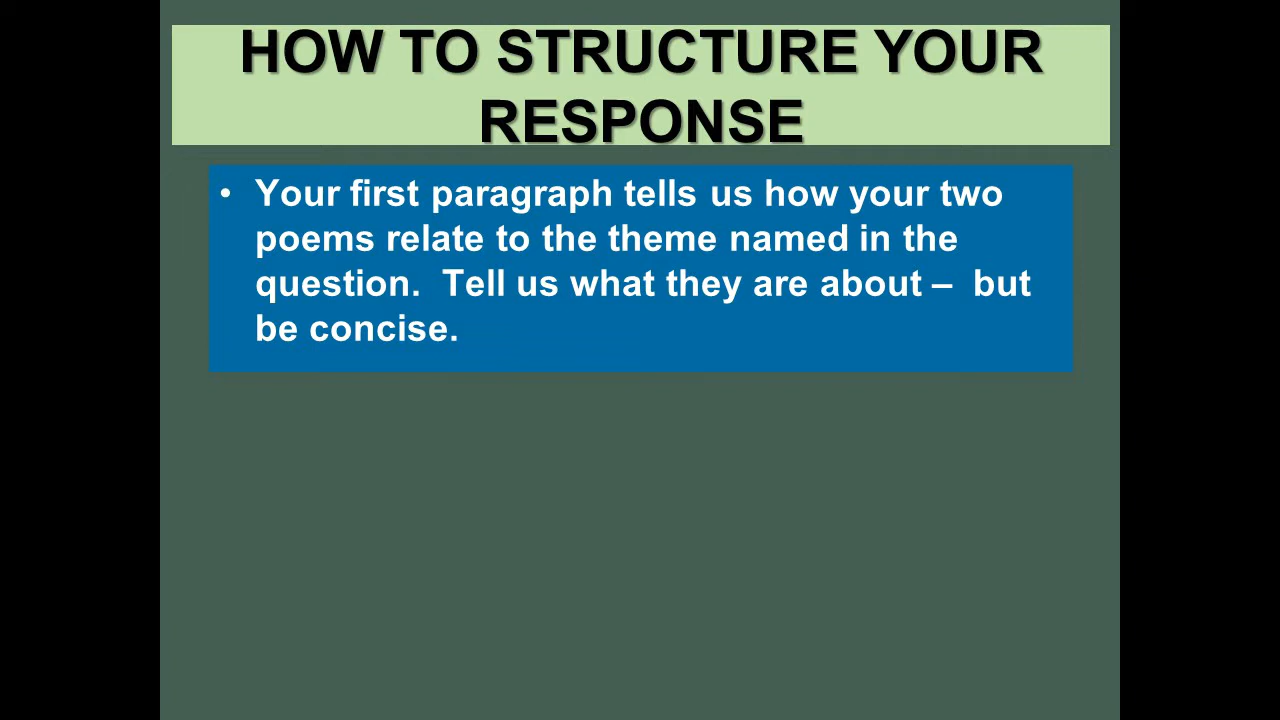 HOW TO STRUCTURE YOUR
RESPONSE
• Your first paragraph tells us how your two
poems relate to the theme named in the
question.  Tell us what they are about –  but
be concise.